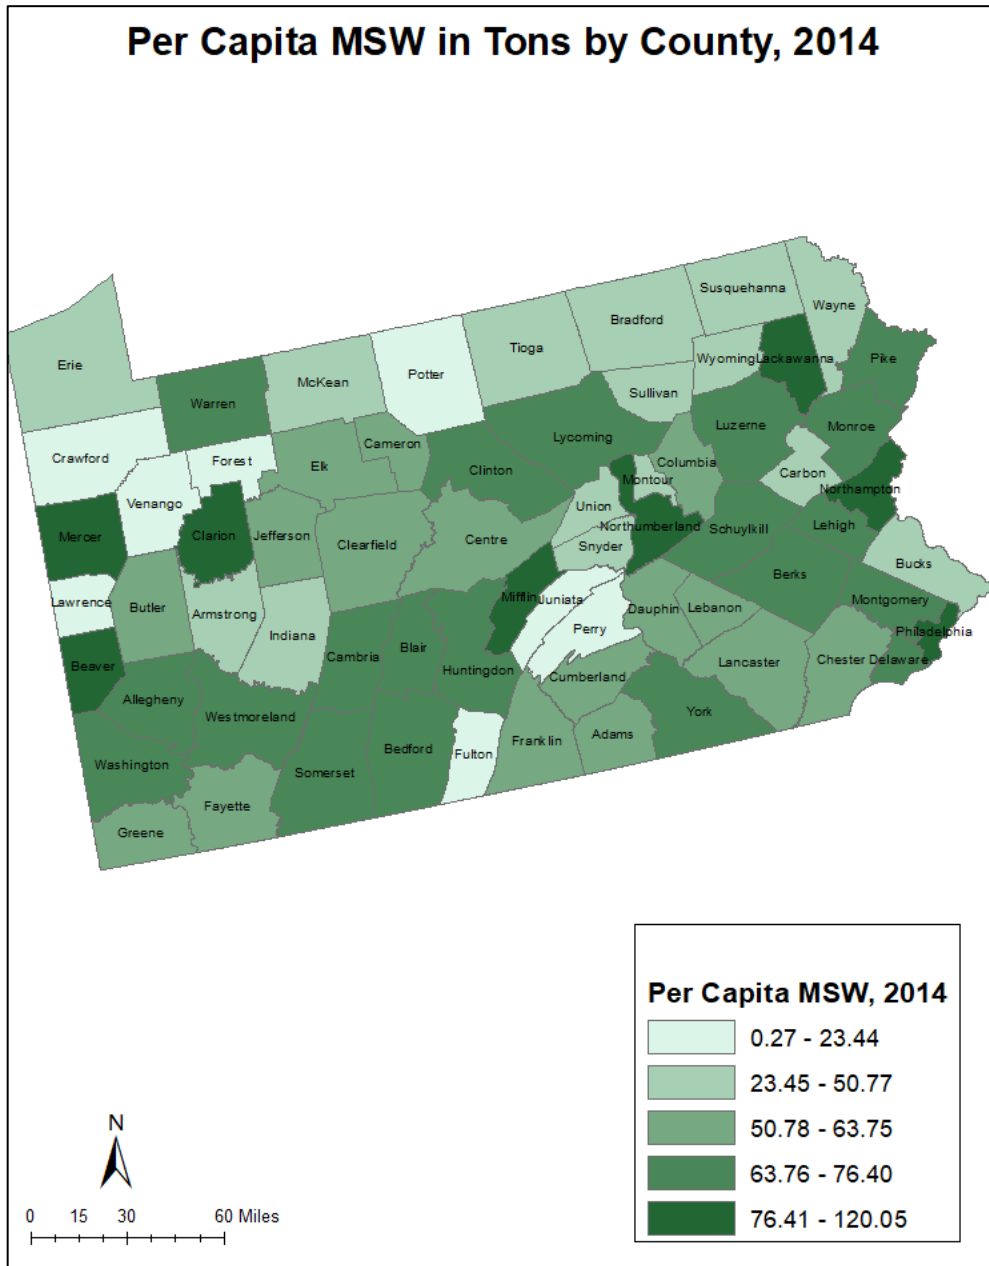 Per Capita MSW in Tons by County, 2014
Susquehanna
Wayne
Bradford
Erie
Tioga
Wyoming
Lackawanna
Pike
Potter
McKean
Sullivan
Warren
Monroe
Luzerne
Lycoming
Cameron
Crawford
Forest
Elk
Columbia
Clinton
Carbon
Montour
Northampton
Venango
Union
Lehigh
Northumberland
Schuylkill
Mercer
Clarion
Jefferson
Centre
Clearfield
Snyder
Bucks
Berks
Mifflin
Juniata
Montgomery
Lawrence
Butler
Armstrong
Dauphin
Lebanon
Indiana
Perry
Philadelphia
Blair
Cambria
Lancaster
Chester
Delaware
Beaver
Huntingdon
Cumberland
Allegheny
York
Westmoreland
Adams
Franklin
Bedford
Fulton
Washington
Somerset
Fayette
Greene
Per Capita MSW, 2014
0.27 - 23.44
23.45 - 50.77
50.78 - 63.75
63.76 - 76.40
76.41 - 120.05
N
0 15 30 60 Miles